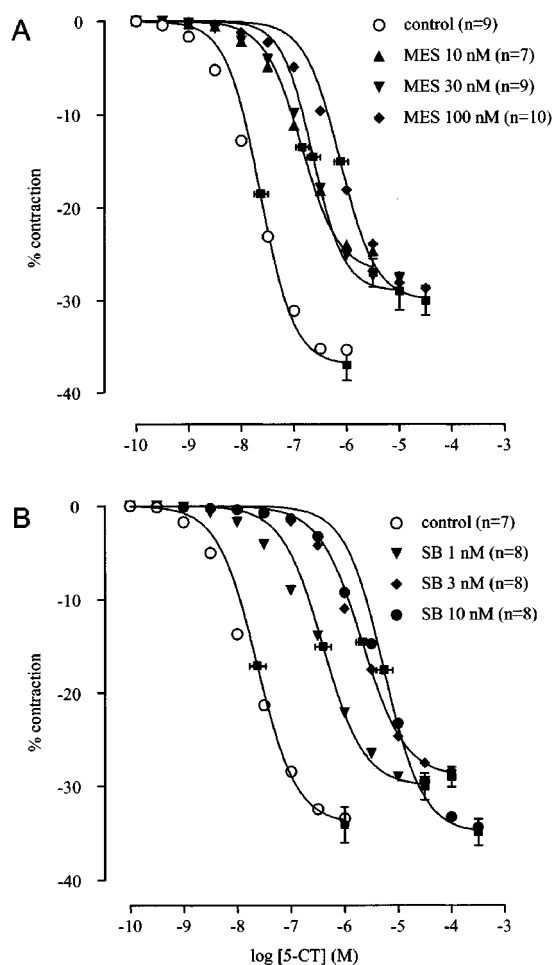 A
control (n=9)
MES 10 nM (n=7)
MES 30 nM (n=9)
MES 100 nM (n=10)
% contraction
0
-10
-20
-30
-40
-10 -9 -8 -7 -6 -5 -4 -3
B
control (n=7)
SB 1 nM (n=8)
SB 3 nM (n=8)
SB 10 nM (n=8)
% contraction
0
-10
-20
-30
-40
-10 -9 -8 -7 -6 -5 -4 -3
log [5-CT] (M)